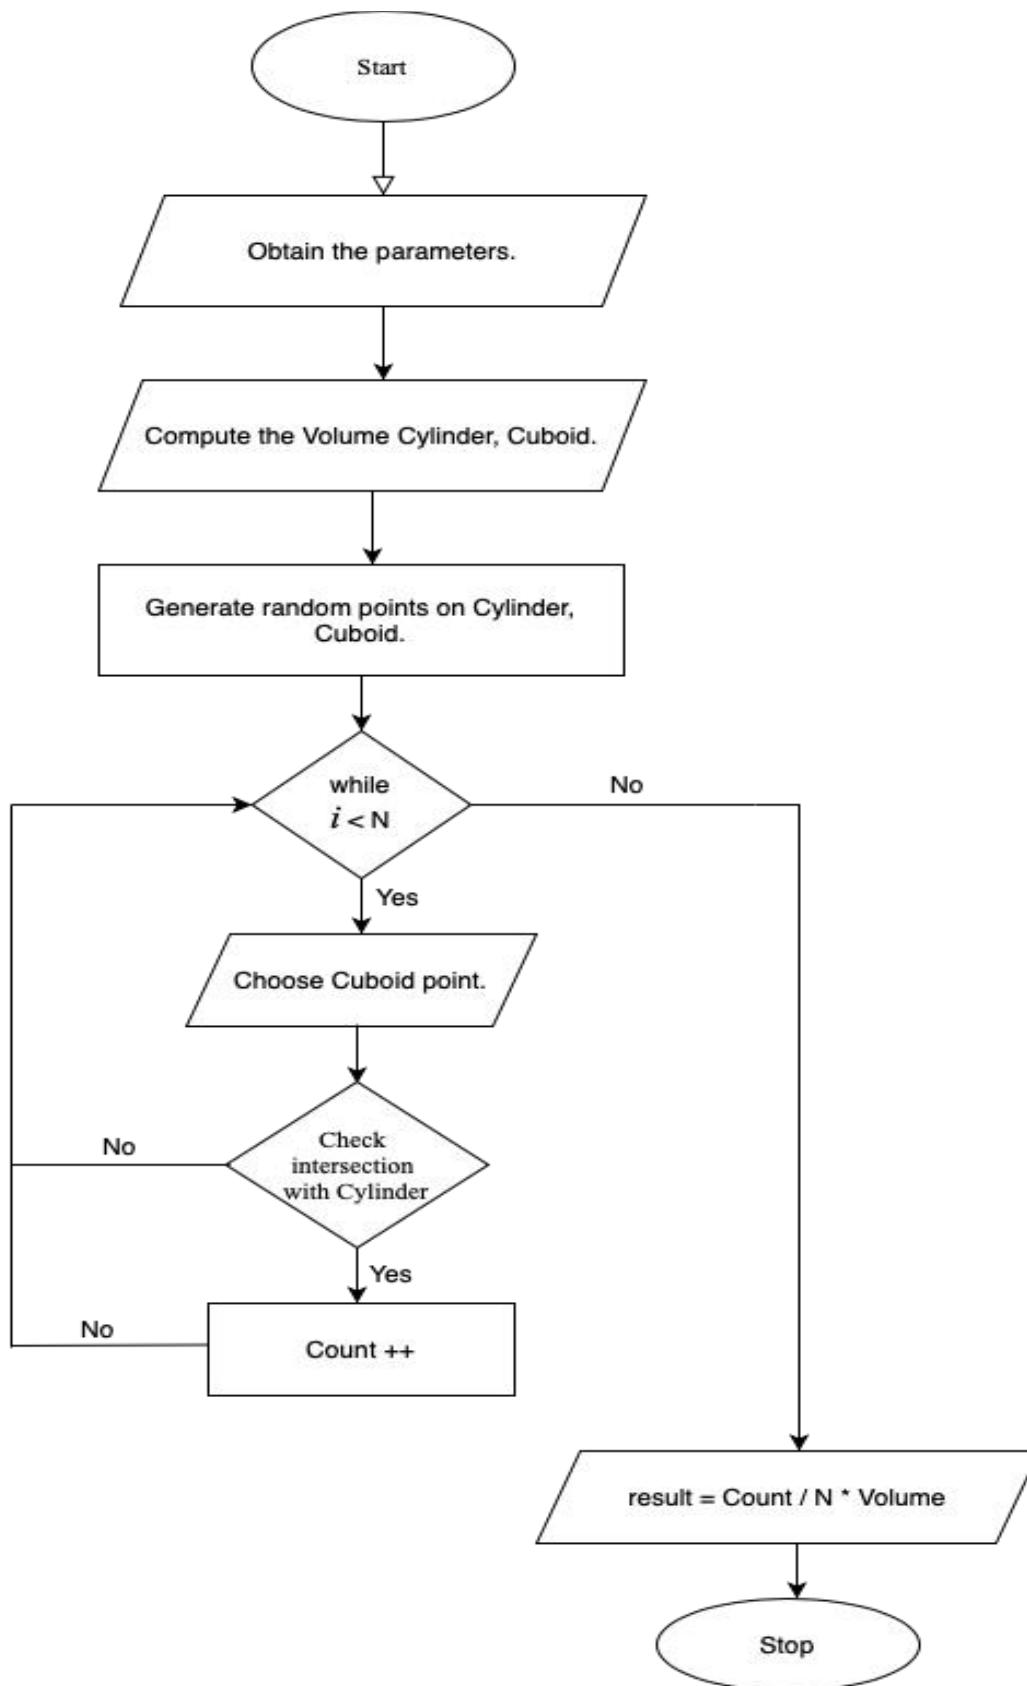 Start
Obtain the parameters.
Compute the Volume Cylinder, Cuboid.
Generate random points on Cylinder,
Cuboid.
while
i < N
No
Yes
Choose Cuboid point.
No
Check
intersection
with Cylinder
Yes
No
Count ++
result = Count / N * Volume
Stop